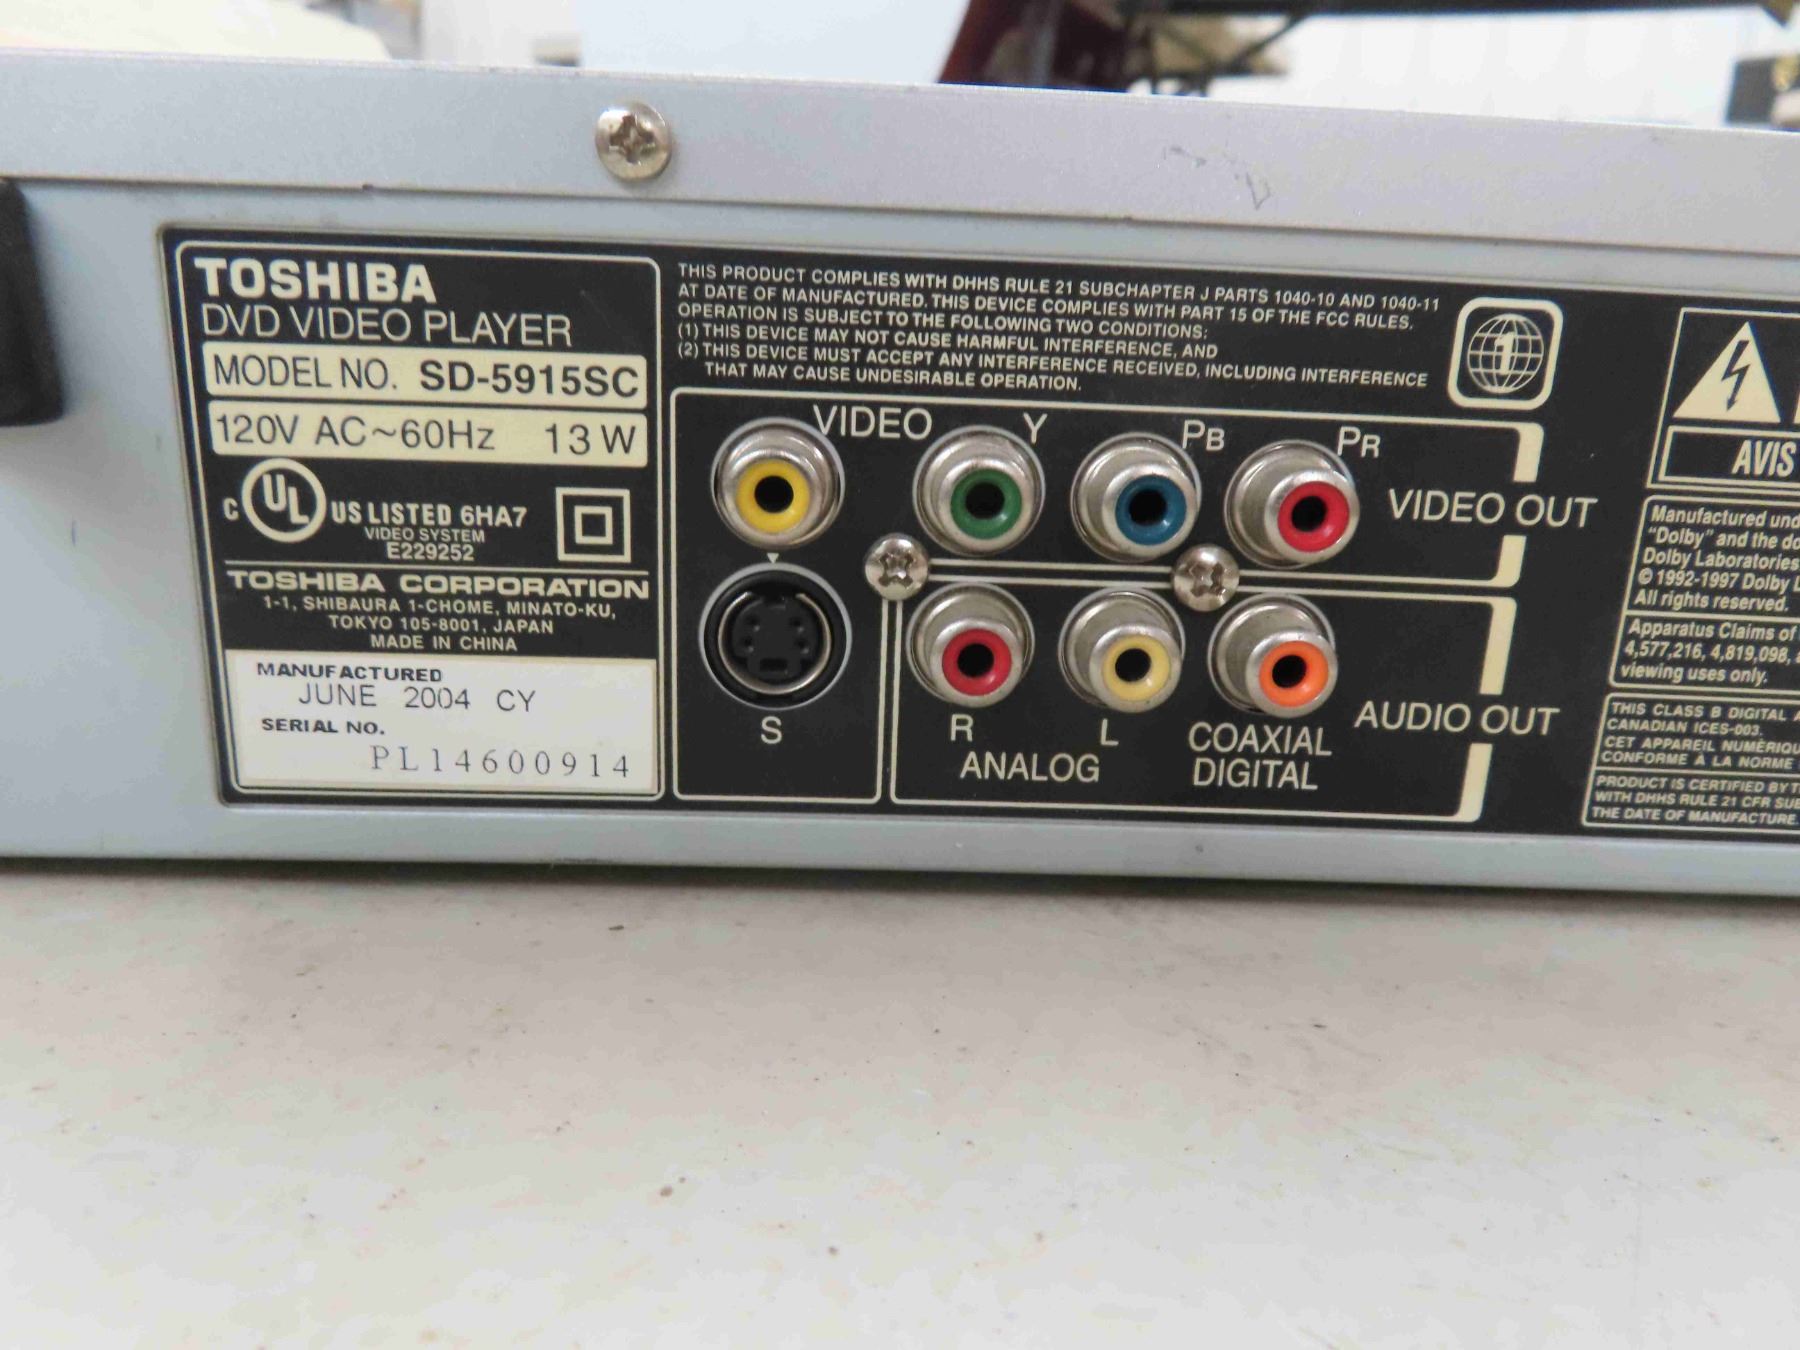 TOSHIBA
DVD VIDEO PLAYER
MODEL NO. SD-5915SC
120V AC~60Hz 13W
C UL US LISTED 6HA7
VIDEO SYSTEM
E229252
TOSHIBA CORPORATION
1-1, SHIBAURA 1-CHOME, MINATO-KU,
TOKYO 105-8001, JAPAN
MADE IN CHINA
MANUFACTURED
JUNE 2004 CY
SERIAL NO.
PL14600914
THIS PRODUCT COMPLIES WITH DHHS RULE 21 SUBCHAPTER J PARTS 1040-10 AND 1040-11
AT DATE OF MANUFACTURED. THIS DEVICE COMPLIES WITH PART 15 OF THE FCC RULES.
OPERATION IS SUBJECT TO THE FOLLOWING TWO CONDITIONS:
(1) THIS DEVICE MAY NOT CAUSE HARMFUL INTERFERENCE, AND
(2) THIS DEVICE MUST ACCEPT ANY INTERFERENCE RECEIVED, INCLUDING INTERFERENCE
THAT MAY CAUSE UNDESIRABLE OPERATION.
1
VIDEO Y PB PR
VIDEO OUT
S
R L
ANALOG
COAXIAL
DIGITAL
AUDIO OUT
AVIS
Manufactured und
"Dolby" and the do
Dolby Laboratories
© 1992-1997 Dolby L
All rights reserved.
Apparatus Claims of
4,577,216, 4,819,098,
viewing uses only.
THIS CLASS B DIGITAL A
CANADIAN ICES-003.
CET APPAREIL NUMÉRIQU
CONFORME À LA NORME
PRODUCT IS CERTIFIED BY T
WITH DHHS RULE 21 CFR SUB
THE DATE OF MANUFACTURE.